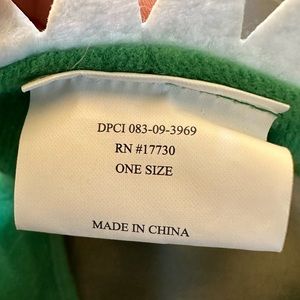 DPCI 083-09-3969
RN #17730
ONE SIZE
MADE IN CHINA